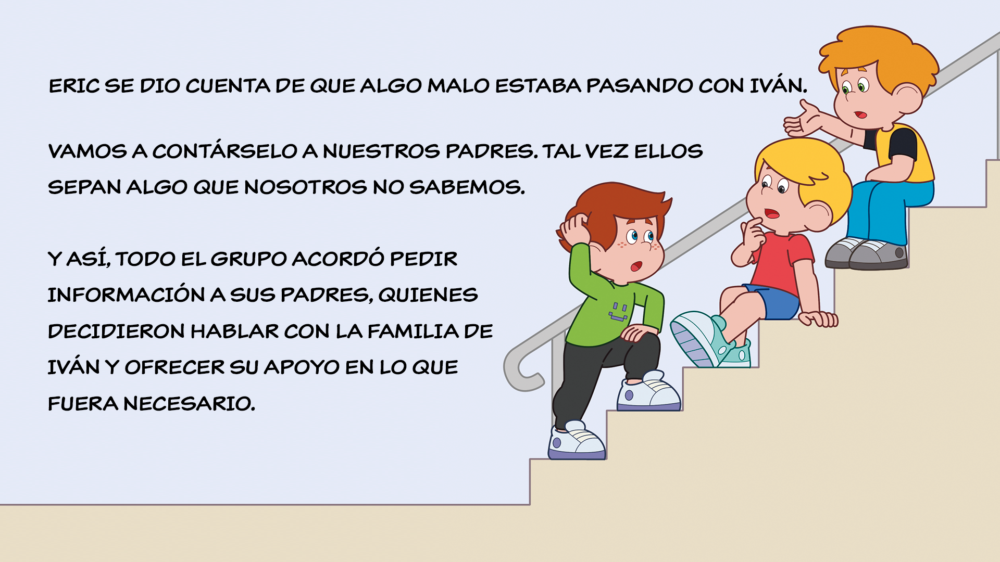 ERIC SE DIO CUENTA DE QUE ALGO MALO ESTABA PASANDO CON IVÁN.
VAMOS A CONTÁRSELO A NUESTROS PADRES. TAL VEZ ELLOS
SEPAN ALGO QUE NOSOTROS NO SABEMOS.
Y ASÍ, TODO EL GRUPO ACORDÓ PEDIR
INFORMACIÓN A SUS PADRES, QUIENES
DECIDIERON HABLAR CON LA FAMILIA DE
IVÁN Y OFRECER SU APOYO EN LO QUE
FUERA NECESARIO.